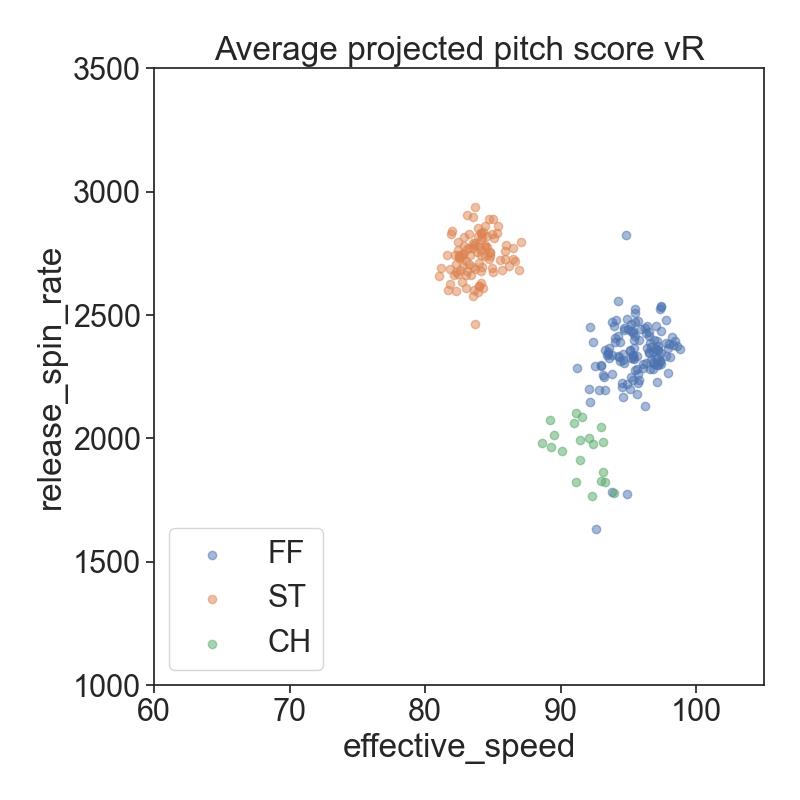 Average projected pitch score vR
3500
3000
2500
2000
1500
1000
release_spin_rate
FF
ST
CH
60
70
80
90
100
effective_speed